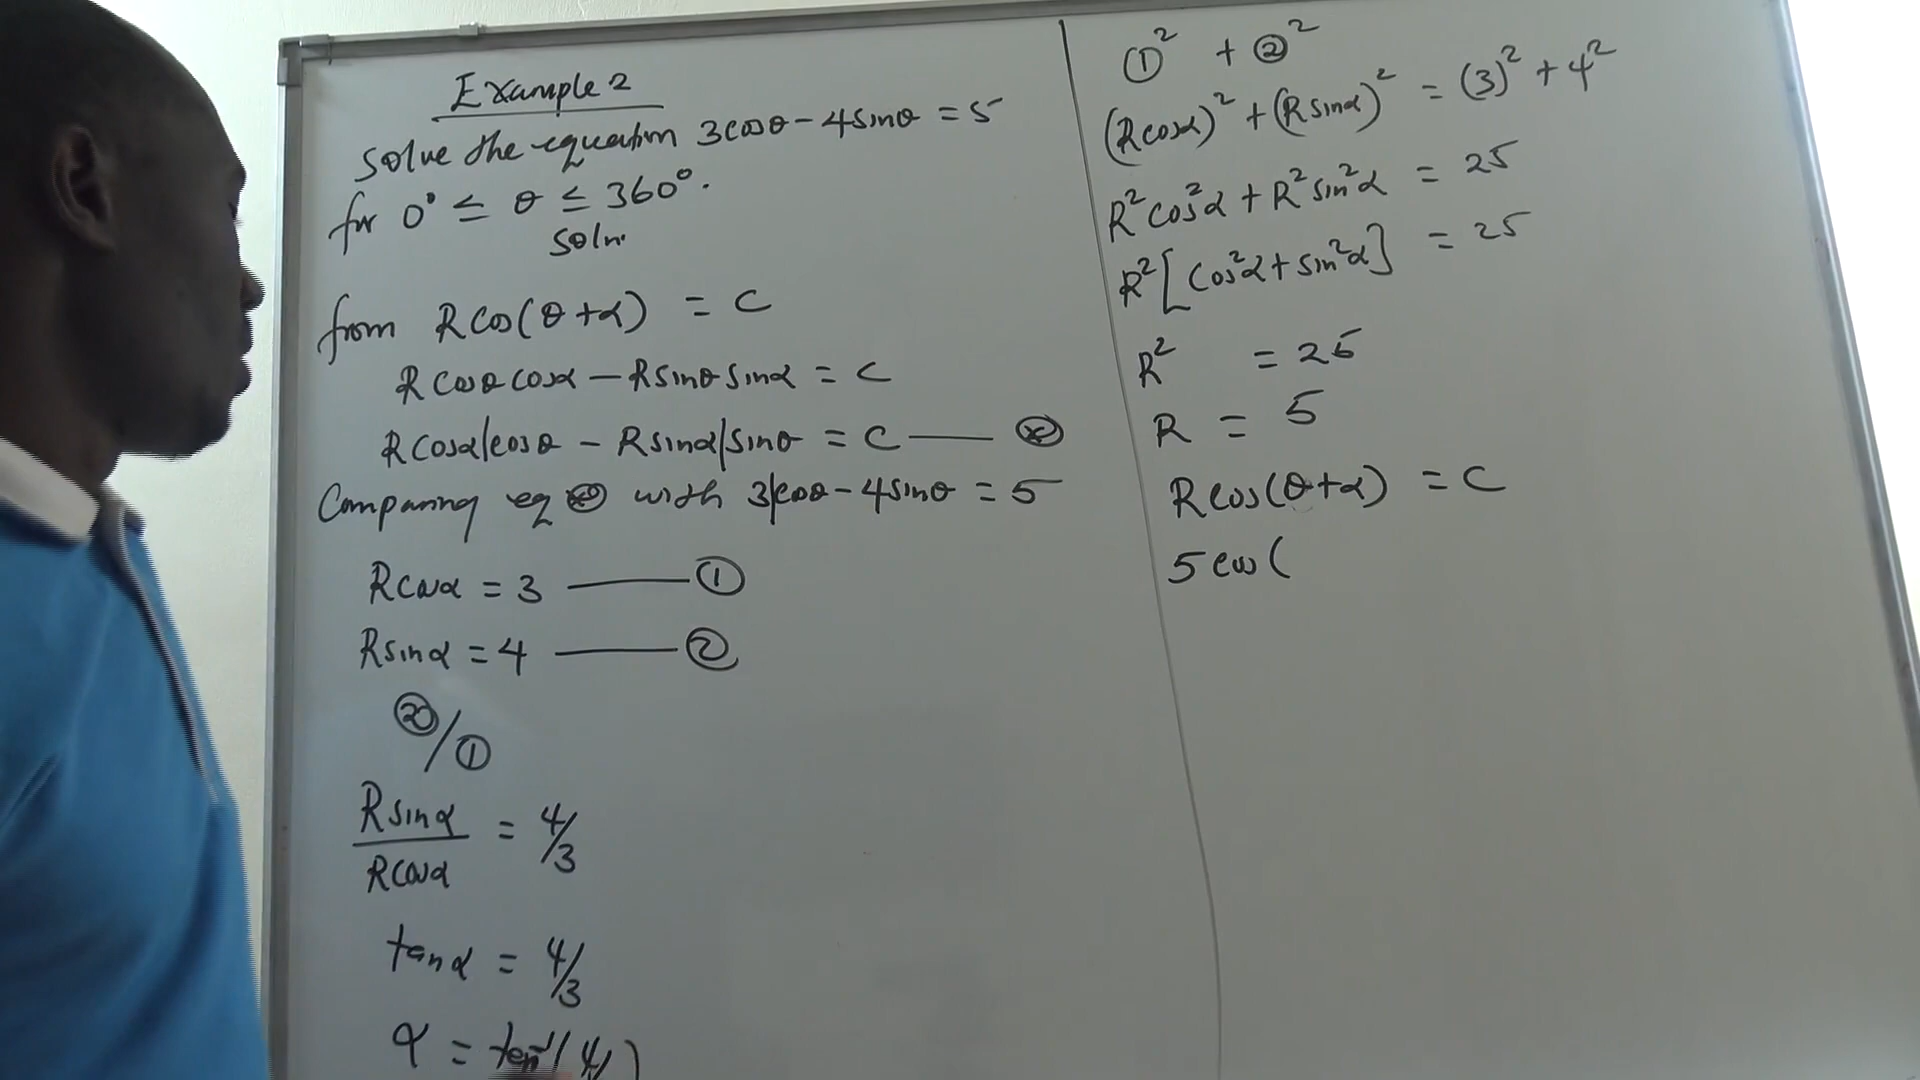 Example 2
Solve the equation 3cosθ - 4sinθ = 5
for 0° ≤ θ ≤ 360°.
Soln.
from Rcos(θ+α) = C
Rcosθcosα - Rsinθsinα = C
Rcosα|cosθ - Rsinα|sinθ = C —— ⊛
Comparing eq ⊛ with 3|cosθ - 4sinθ = 5
Rcosα = 3 —— ①
Rsinα = 4 —— ②
②/①
Rsinα/Rcosα = 4/3
tanα = 4/3
α = tan⁻¹(4/ )
①² + ②²
(Rcosα)² + (Rsinα)² = (3)² + 4²
R²cos²α + R²sin²α = 25
R²[cos²α + sin²α] = 25
R² = 25
R = 5
Rcos(θ+α) = C
5cos(